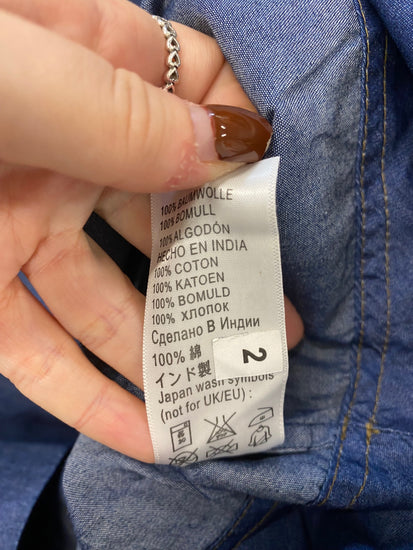 100% BAUMWOLLE
100% BOMULL
100% ALGODÓN
HECHO EN INDIA
100% COTON
100% KATOEN
100% BOMULD
100% ХЛОПОК
Сделано В Индии
100% 綿
インド製
2
Japan wash symbols
(not for UK/EU) :